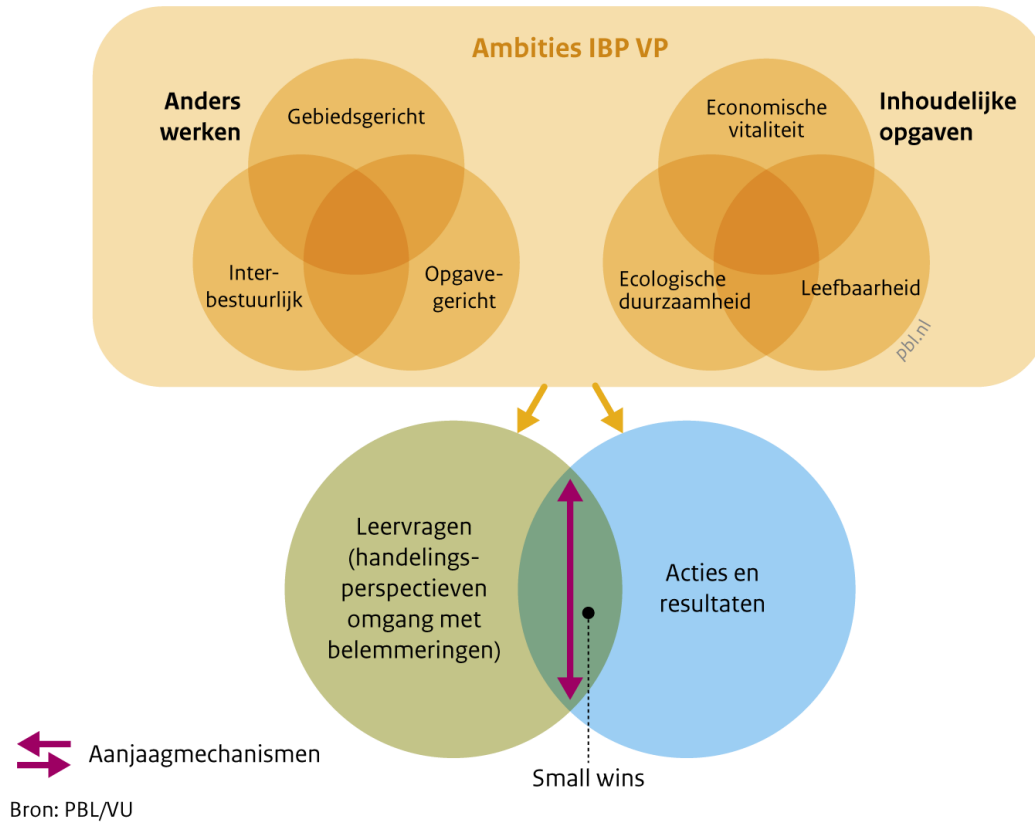 Ambities IBP VP
Anders
werken
Gebiedsgericht
Inter-
bestuurlijk
Opgave-
gericht
Economische
vitaliteit
Inhoudelijke
opgaven
Ecologische
duurzaamheid
Leefbaarheid
pbl.nl
Leervragen
(handelings-
perspectieven
omgang met
belemmeringen)
Acties en
resultaten
Small wins
Aanjaagmechanismen
Bron: PBL/VU